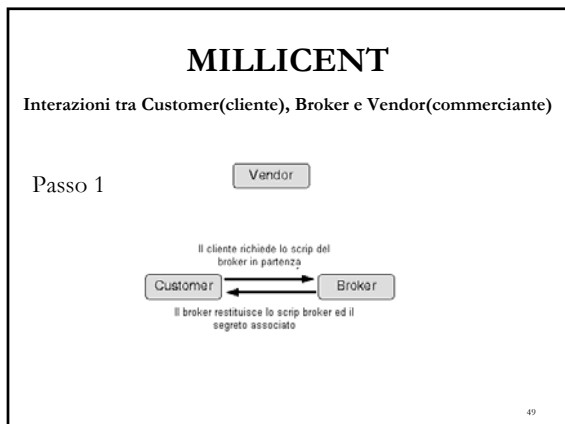 MILLICENT
Interazioni tra Customer(cliente), Broker e Vendor(commerciante)
Passo 1
Vendor
Il cliente richiede lo scrip del
broker in partenza
Customer
Broker
Il broker restituisce lo scrip broker ed il
segreto associato
49